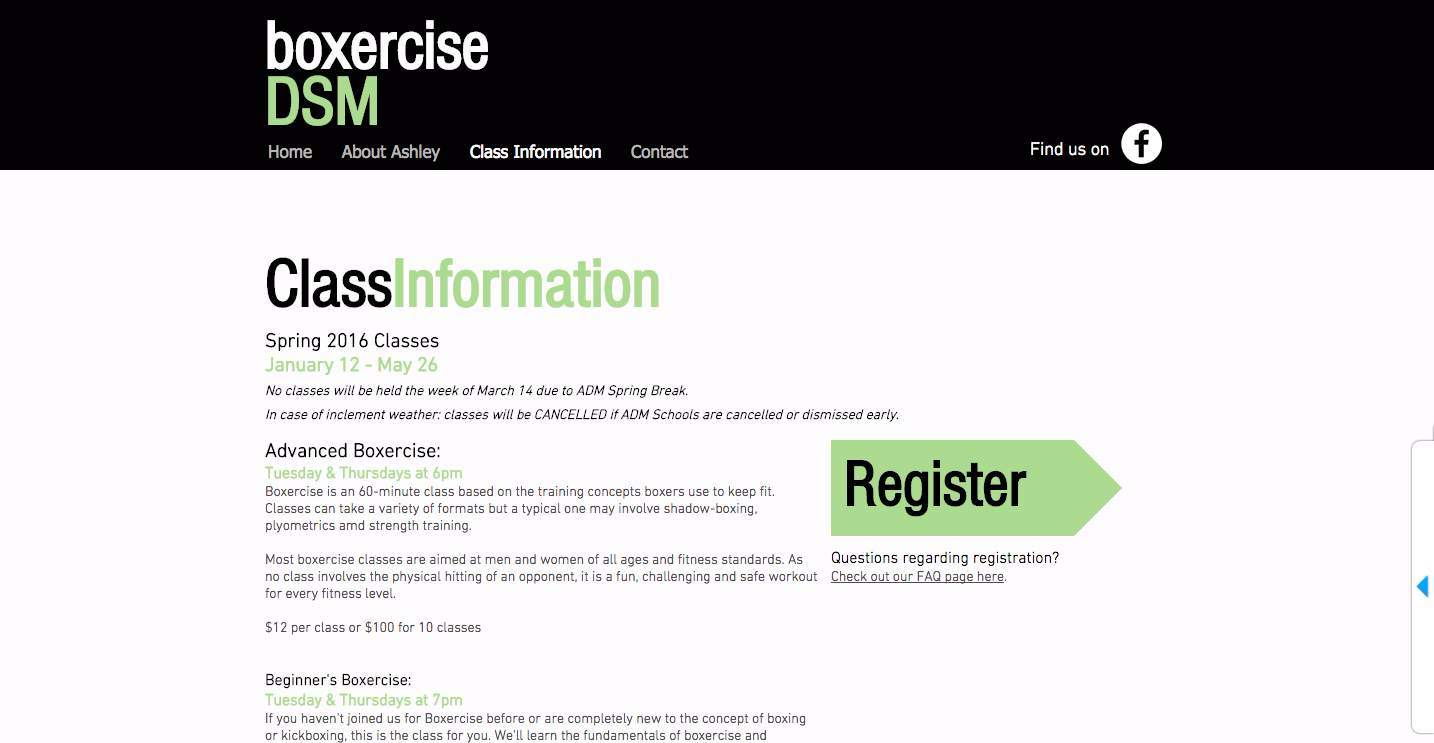 boxercise
DSM
Home About Ashley Class Information Contact
Find us on f
ClassInformation
Spring 2016 Classes
January 12 - May 26
No classes will be held the week of March 14 due to ADM Spring Break.
In case of inclement weather: classes will be CANCELLED if ADM Schools are cancelled or dismissed early.
Advanced Boxercise:
Tuesday & Thursdays at 6pm
Boxercise is an 60-minute class based on the training concepts boxers use to keep fit.
Classes can take a variety of formats but a typical one may involve shadow-boxing,
plyometrics amd strength training.
Most boxercise classes are aimed at men and women of all ages and fitness standards. As
no class involves the physical hitting of an opponent, it is a fun, challenging and safe workout
for every fitness level.
$12 per class or $100 for 10 classes
Register
Questions regarding registration?
Check out our FAQ page here.
Beginner's Boxercise:
Tuesday & Thursdays at 7pm
If you haven't joined us for Boxercise before or are completely new to the concept of boxing
or kickboxing, this is the class for you. We'll learn the fundamentals of boxercise and